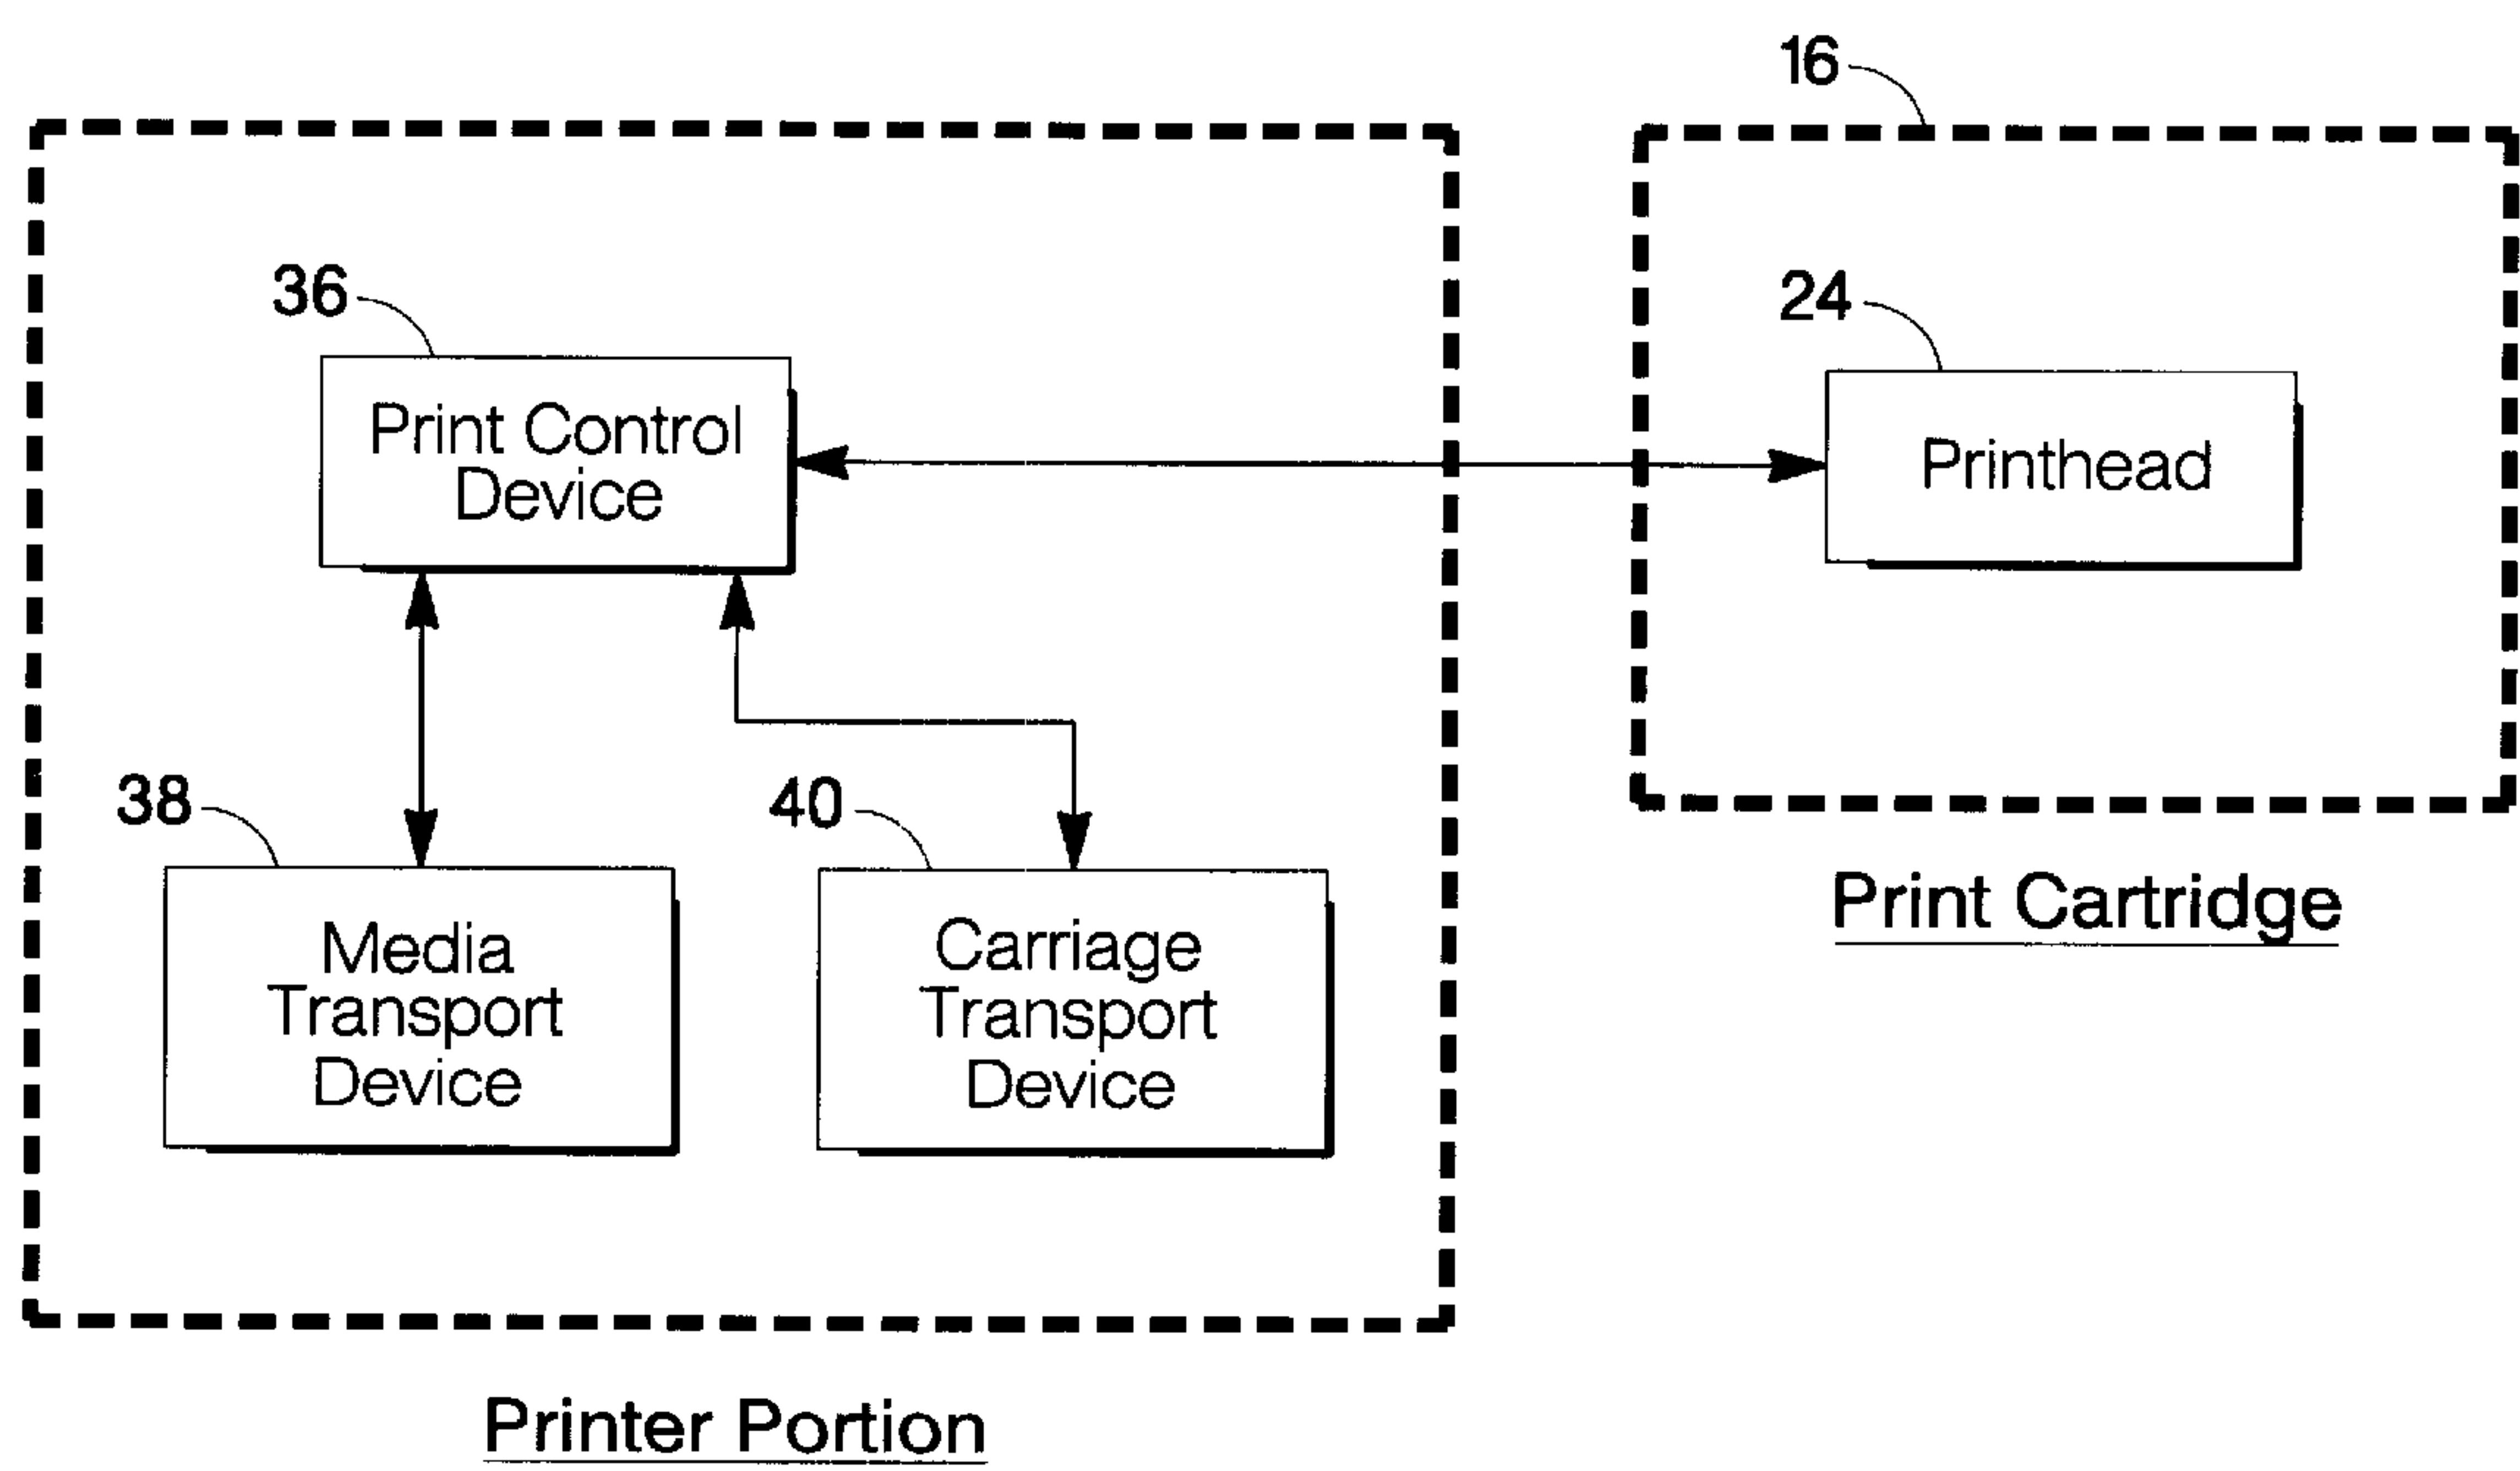 16
36
Print Control
Device
24
Printhead
38
Media
Transport
Device
40
Carriage
Transport
Device
Print Cartridge
Printer Portion